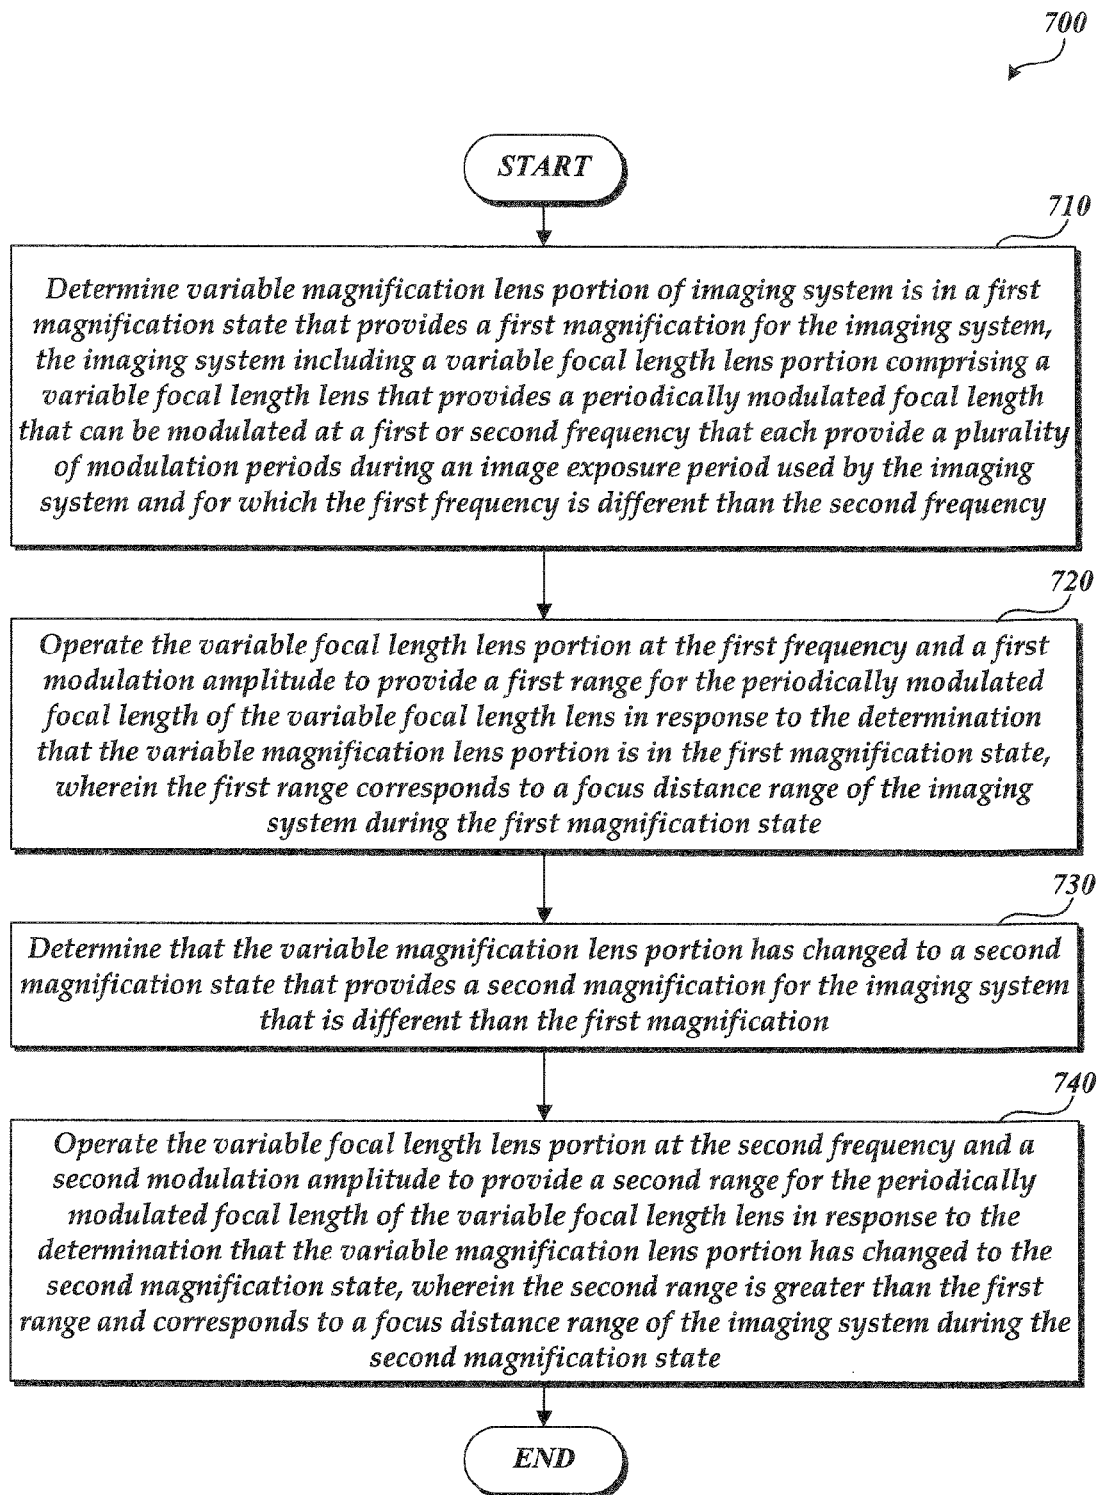 700
START
710
Determine variable magnification lens portion of imaging system is in a first
magnification state that provides a first magnification for the imaging system,
the imaging system including a variable focal length lens portion comprising a
variable focal length lens that provides a periodically modulated focal length
that can be modulated at a first or second frequency that each provide a plurality
of modulation periods during an image exposure period used by the imaging
system and for which the first frequency is different than the second frequency
720
Operate the variable focal length lens portion at the first frequency and a first
modulation amplitude to provide a first range for the periodically modulated
focal length of the variable focal length lens in response to the determination
that the variable magnification lens portion is in the first magnification state,
wherein the first range corresponds to a focus distance range of the imaging
system during the first magnification state
730
Determine that the variable magnification lens portion has changed to a second
magnification state that provides a second magnification for the imaging system
that is different than the first magnification
740
Operate the variable focal length lens portion at the second frequency and a
second modulation amplitude to provide a second range for the periodically
modulated focal length of the variable focal length lens in response to the
determination that the variable magnification lens portion has changed to the
second magnification state, wherein the second range is greater than the first
range and corresponds to a focus distance range of the imaging system during the
second magnification state
END